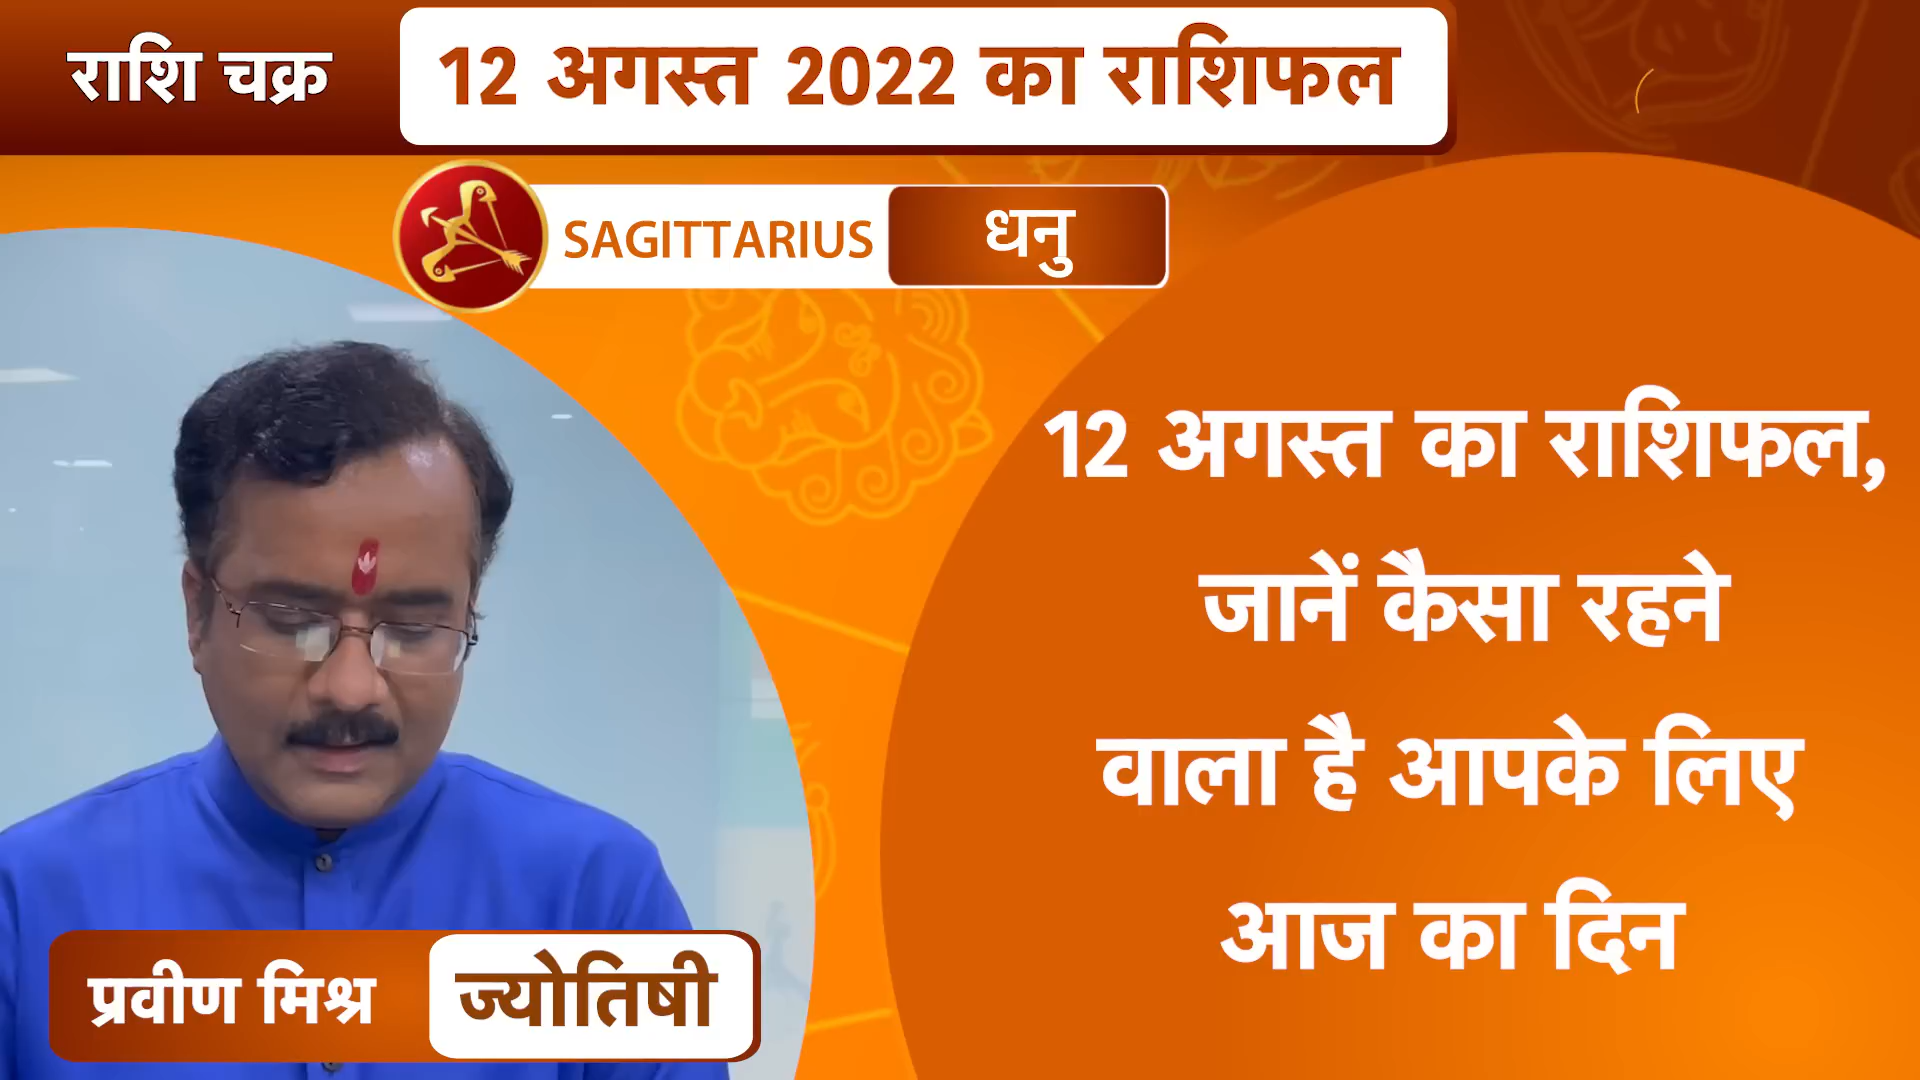 राशि चक्र
12 अगस्त 2022 का राशिफल
SAGITTARIUS
धनु
12 अगस्त का राशिफल,
जानें कैसा रहने
वाला है आपके लिए
आज का दिन
प्रवीण मिश्र
ज्योतिषी